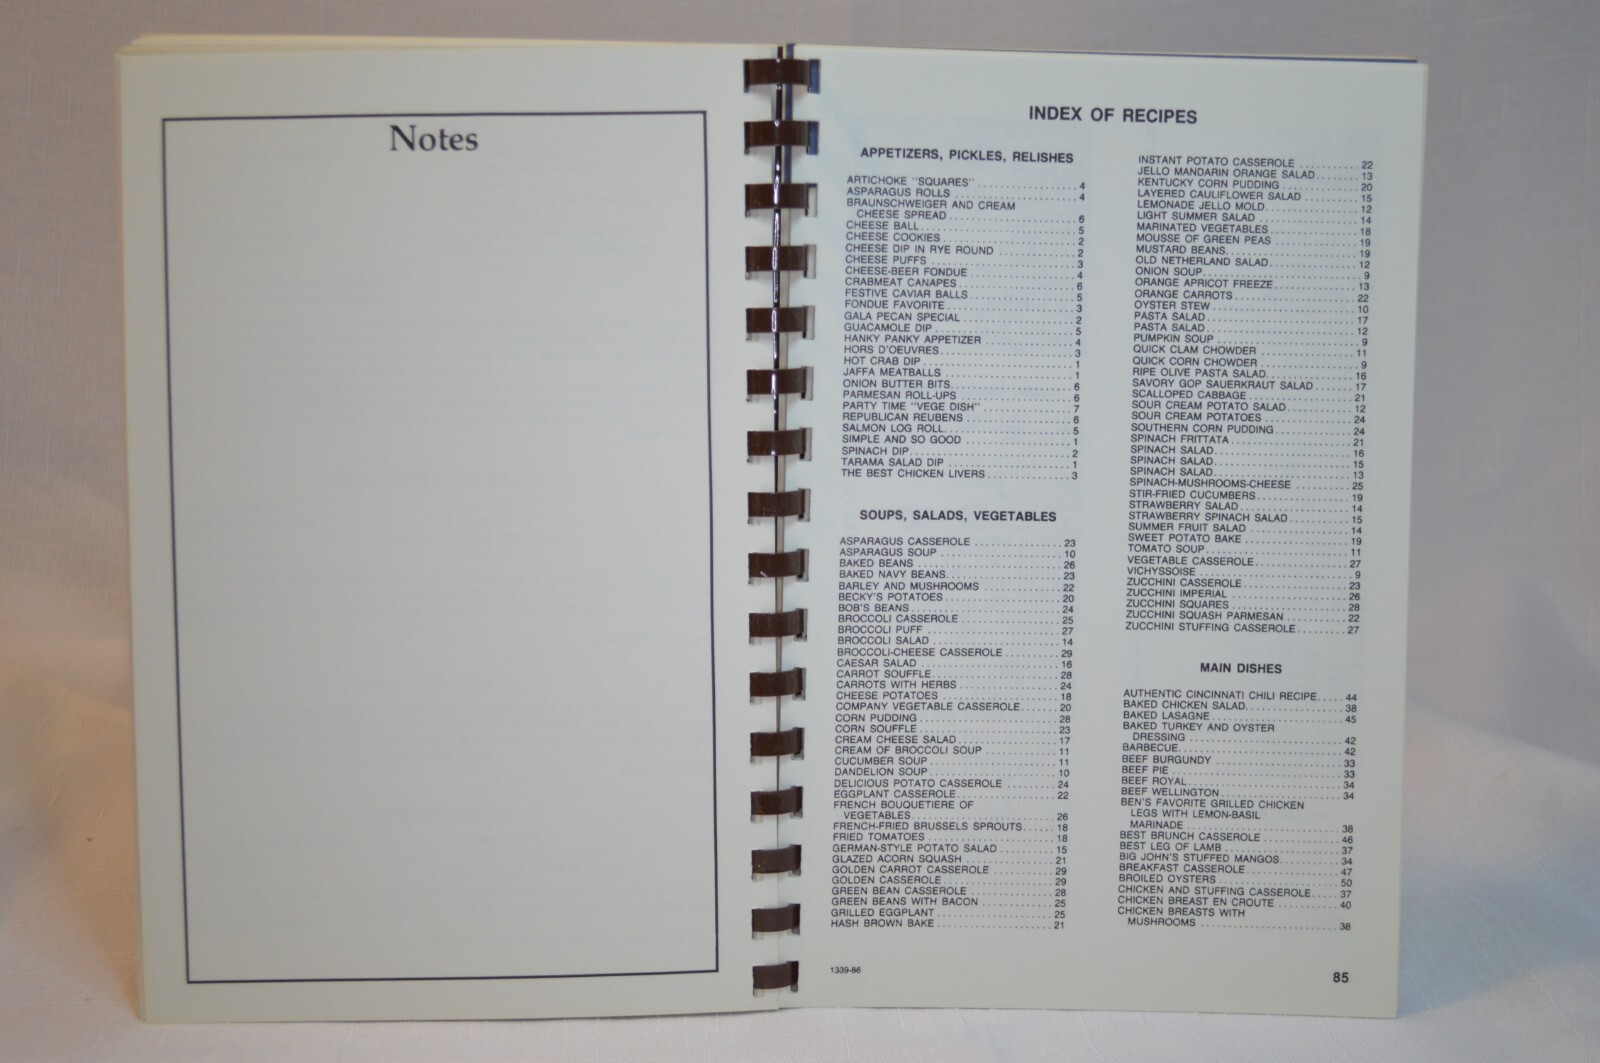 Notes
INDEX OF RECIPES
APPETIZERS, PICKLES, RELISHES
ARTICHOKE "SQUARES" . . . . . . . . . . . . . . . . . 4
ASPARAGUS ROLLS . . . . . . . . . . . . . . . . . . . . . 4
BRAUNSCHWEIGER AND CREAM
CHEESE SPREAD . . . . . . . . . . . . . . . . . . . . . 6
CHEESE BALL . . . . . . . . . . . . . . . . . . . . . . . . . 5
CHEESE COOKIES . . . . . . . . . . . . . . . . . . . . . . 2
CHEESE DIP IN RYE ROUND . . . . . . . . . . . . . 2
CHEESE PUFFS . . . . . . . . . . . . . . . . . . . . . . . . 3
CHEESE-BEER FONDUE . . . . . . . . . . . . . . . . . 4
CRABMEAT CANAPES . . . . . . . . . . . . . . . . . . . 6
FESTIVE CAVIAR BALLS . . . . . . . . . . . . . . . . . 5
FONDUE FAVORITE . . . . . . . . . . . . . . . . . . . . 3
GALA PECAN SPECIAL . . . . . . . . . . . . . . . . . . 2
GUACAMOLE DIP . . . . . . . . . . . . . . . . . . . . . . 5
HANKY PANKY APPETIZER . . . . . . . . . . . . . . 4
HORS D'OEUVRES . . . . . . . . . . . . . . . . . . . . . 3
HOT CRAB DIP . . . . . . . . . . . . . . . . . . . . . . . . 1
JAFFA MEATBALLS . . . . . . . . . . . . . . . . . . . . 1
ONION BUTTER BITS . . . . . . . . . . . . . . . . . . . 6
PARMESAN ROLL-UPS . . . . . . . . . . . . . . . . . . 6
PARTY TIME "VEGE DISH" . . . . . . . . . . . . . . 7
REPUBLICAN REUBENS . . . . . . . . . . . . . . . . . 6
SALMON LOG ROLL . . . . . . . . . . . . . . . . . . . . 5
SIMPLE AND SO GOOD . . . . . . . . . . . . . . . . . 1
SPINACH DIP . . . . . . . . . . . . . . . . . . . . . . . . . 2
TARAMA SALAD DIP . . . . . . . . . . . . . . . . . . . 1
THE BEST CHICKEN LIVERS . . . . . . . . . . . . . 3
SOUPS, SALADS, VEGETABLES
ASPARAGUS CASSEROLE . . . . . . . . . . . . . . . 23
ASPARAGUS SOUP . . . . . . . . . . . . . . . . . . . . 10
BAKED BEANS . . . . . . . . . . . . . . . . . . . . . . . . 26
BAKED NAVY BEANS . . . . . . . . . . . . . . . . . . . 23
BARLEY AND MUSHROOMS . . . . . . . . . . . . . 22
BECKY'S POTATOES . . . . . . . . . . . . . . . . . . . 20
BOB'S BEANS . . . . . . . . . . . . . . . . . . . . . . . . . 24
BROCCOLI CASSEROLE . . . . . . . . . . . . . . . . . 25
BROCCOLI PUFF . . . . . . . . . . . . . . . . . . . . . . . 27
BROCCOLI SALAD . . . . . . . . . . . . . . . . . . . . . 14
BROCCOLI-CHEESE CASSEROLE . . . . . . . . . . 29
CAESAR SALAD . . . . . . . . . . . . . . . . . . . . . . . 16
CARROT SOUFFLE . . . . . . . . . . . . . . . . . . . . . 28
CARROTS WITH HERBS . . . . . . . . . . . . . . . . . 24
CHEESE POTATOES . . . . . . . . . . . . . . . . . . . . 18
COMPANY VEGETABLE CASSEROLE . . . . . . . 20
CORN PUDDING . . . . . . . . . . . . . . . . . . . . . . . 28
CORN SOUFFLE . . . . . . . . . . . . . . . . . . . . . . . 23
CREAM CHEESE SALAD . . . . . . . . . . . . . . . . . 17
CREAM OF BROCCOLI SOUP . . . . . . . . . . . . . 11
CUCUMBER SOUP . . . . . . . . . . . . . . . . . . . . . . 11
DANDELION SOUP . . . . . . . . . . . . . . . . . . . . . 10
DELICIOUS POTATO CASSEROLE . . . . . . . . . . 24
EGGPLANT CASSEROLE . . . . . . . . . . . . . . . . . 22
FRENCH BOUQUETIERE OF
VEGETABLES . . . . . . . . . . . . . . . . . . . . . . . . 26
FRENCH-FRIED BRUSSELS SPROUTS . . . . . . 18
FRIED TOMATOES . . . . . . . . . . . . . . . . . . . . . 18
GERMAN-STYLE POTATO SALAD . . . . . . . . . . 15
GLAZED ACORN SQUASH . . . . . . . . . . . . . . . . 21
GOLDEN CARROT CASSEROLE . . . . . . . . . . . . 29
GOLDEN CASSEROLE . . . . . . . . . . . . . . . . . . . 29
GREEN BEAN CASSEROLE . . . . . . . . . . . . . . . 28
GREEN BEANS WITH BACON . . . . . . . . . . . . . 25
GRILLED EGGPLANT . . . . . . . . . . . . . . . . . . . . 25
HASH BROWN BAKE . . . . . . . . . . . . . . . . . . . . 21
INSTANT POTATO CASSEROLE . . . . . . . . . . 22
JELLO MANDARIN ORANGE SALAD . . . . . . . 13
KENTUCKY CORN PUDDING . . . . . . . . . . . . . 20
LAYERED CAULIFLOWER SALAD . . . . . . . . . 15
LEMONADE JELLO MOLD . . . . . . . . . . . . . . . 12
LIGHT SUMMER SALAD . . . . . . . . . . . . . . . . . 14
MARINATED VEGETABLES . . . . . . . . . . . . . . . 18
MOUSSE OF GREEN PEAS . . . . . . . . . . . . . . . 19
MUSTARD BEANS . . . . . . . . . . . . . . . . . . . . . . 19
OLD NETHERLAND SALAD . . . . . . . . . . . . . . . 12
ONION SOUP . . . . . . . . . . . . . . . . . . . . . . . . . 9
ORANGE APRICOT FREEZE . . . . . . . . . . . . . . 13
ORANGE CARROTS . . . . . . . . . . . . . . . . . . . . . 22
OYSTER STEW . . . . . . . . . . . . . . . . . . . . . . . . 10
PASTA SALAD . . . . . . . . . . . . . . . . . . . . . . . . . 17
PASTA SALAD . . . . . . . . . . . . . . . . . . . . . . . . . 12
PUMPKIN SOUP . . . . . . . . . . . . . . . . . . . . . . . 9
QUICK CLAM CHOWDER . . . . . . . . . . . . . . . . . 11
QUICK CORN CHOWDER . . . . . . . . . . . . . . . . . 9
RIPE OLIVE PASTA SALAD . . . . . . . . . . . . . . . 16
SAVORY GOP SAUERKRAUT SALAD . . . . . . . 17
SCALLOPED CABBAGE . . . . . . . . . . . . . . . . . . 21
SOUR CREAM POTATO SALAD . . . . . . . . . . . . 12
SOUR CREAM POTATOES . . . . . . . . . . . . . . . . 24
SOUTHERN CORN PUDDING . . . . . . . . . . . . . . 24
SPINACH FRITTATA . . . . . . . . . . . . . . . . . . . . . 21
SPINACH SALAD . . . . . . . . . . . . . . . . . . . . . . . 16
SPINACH SALAD . . . . . . . . . . . . . . . . . . . . . . . 15
SPINACH SALAD . . . . . . . . . . . . . . . . . . . . . . . 13
SPINACH-MUSHROOMS-CHEESE . . . . . . . . . . 25
STIR-FRIED CUCUMBERS . . . . . . . . . . . . . . . . 19
STRAWBERRY SALAD . . . . . . . . . . . . . . . . . . . 14
STRAWBERRY SPINACH SALAD . . . . . . . . . . . 15
SUMMER FRUIT SALAD . . . . . . . . . . . . . . . . . . 14
SWEET POTATO BAKE . . . . . . . . . . . . . . . . . . . 19
TOMATO SOUP . . . . . . . . . . . . . . . . . . . . . . . . . 11
VEGETABLE CASSEROLE . . . . . . . . . . . . . . . . . 27
VICHYSSOISE . . . . . . . . . . . . . . . . . . . . . . . . . . 9
ZUCCHINI CASSEROLE . . . . . . . . . . . . . . . . . . . 23
ZUCCHINI IMPERIAL . . . . . . . . . . . . . . . . . . . . . 26
ZUCCHINI SQUARES . . . . . . . . . . . . . . . . . . . . . 28
ZUCCHINI SQUASH PARMESAN . . . . . . . . . . . 22
ZUCCHINI STUFFING CASSEROLE . . . . . . . . . 27
MAIN DISHES
AUTHENTIC CINCINNATI CHILI RECIPE . . . . . 44
BAKED CHICKEN SALAD . . . . . . . . . . . . . . . . . 38
BAKED LASAGNE . . . . . . . . . . . . . . . . . . . . . . . 45
BAKED TURKEY AND OYSTER
DRESSING . . . . . . . . . . . . . . . . . . . . . . . . . . . 42
BARBECUE . . . . . . . . . . . . . . . . . . . . . . . . . . . . 42
BEEF BURGUNDY . . . . . . . . . . . . . . . . . . . . . . . 33
BEEF PIE . . . . . . . . . . . . . . . . . . . . . . . . . . . . . . 33
BEEF ROYAL . . . . . . . . . . . . . . . . . . . . . . . . . . . 34
BEEF WELLINGTON . . . . . . . . . . . . . . . . . . . . . 34
BEN'S FAVORITE GRILLED CHICKEN
LEGS WITH LEMON-BASIL
MARINADE . . . . . . . . . . . . . . . . . . . . . . . . . . 38
BEST BRUNCH CASSEROLE . . . . . . . . . . . . . . 46
BEST LEG OF LAMB . . . . . . . . . . . . . . . . . . . . . 37
BIG JOHN'S STUFFED MANGOS . . . . . . . . . . . 34
BREAKFAST CASSEROLE . . . . . . . . . . . . . . . . . 47
BROILED OYSTERS . . . . . . . . . . . . . . . . . . . . . 50
CHICKEN AND STUFFING CASSEROLE . . . . . 37
CHICKEN BREAST EN CROUTE . . . . . . . . . . . . 40
CHICKEN BREASTS WITH
MUSHROOMS . . . . . . . . . . . . . . . . . . . . . . . . 38
1339-86
85